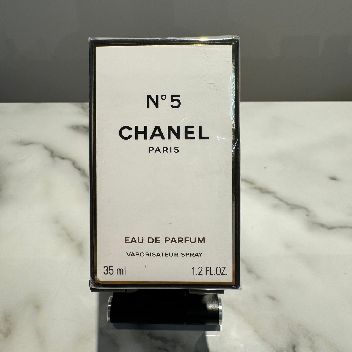 N°5
CHANEL
PARIS
EAU DE PARFUM
VAPORISATEUR SPRAY
35 ml 1.2 FL.OZ.